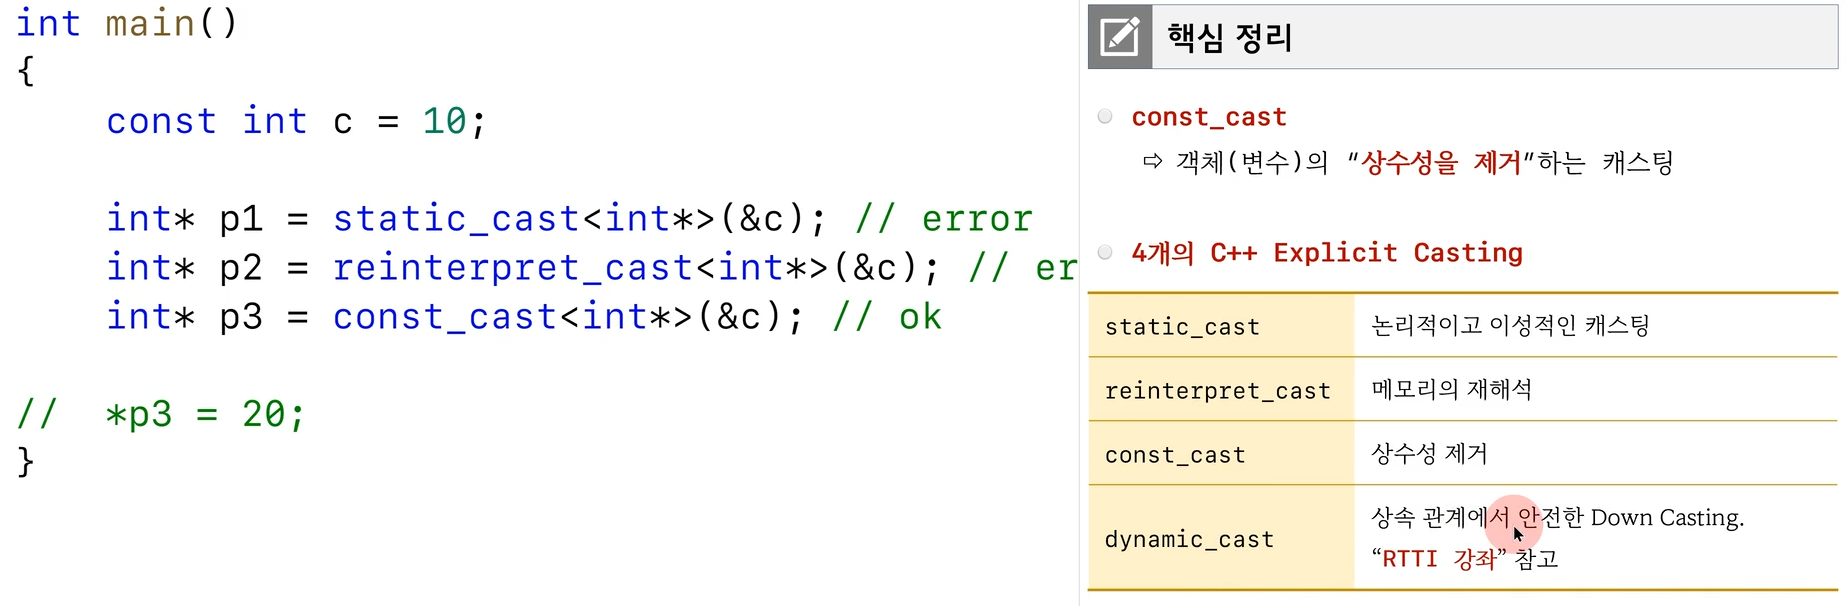 int main()
{
    const int c = 10;
    int* p1 = static_cast<int*>(&c); // error
    int* p2 = reinterpret_cast<int*>(&c); // er
    int* p3 = const_cast<int*>(&c); // ok
//  *p3 = 20;
}
핵심 정리
const_cast
⇨ 객체(변수)의 "상수성을 제거"하는 캐스팅
4개의 C++ Explicit Casting
static_cast 논리적이고 이성적인 캐스팅
reinterpret_cast 메모리의 재해석
const_cast 상수성 제거
dynamic_cast 상속 관계에서 안전한 Down Casting.
“RTTI 강좌” 참고